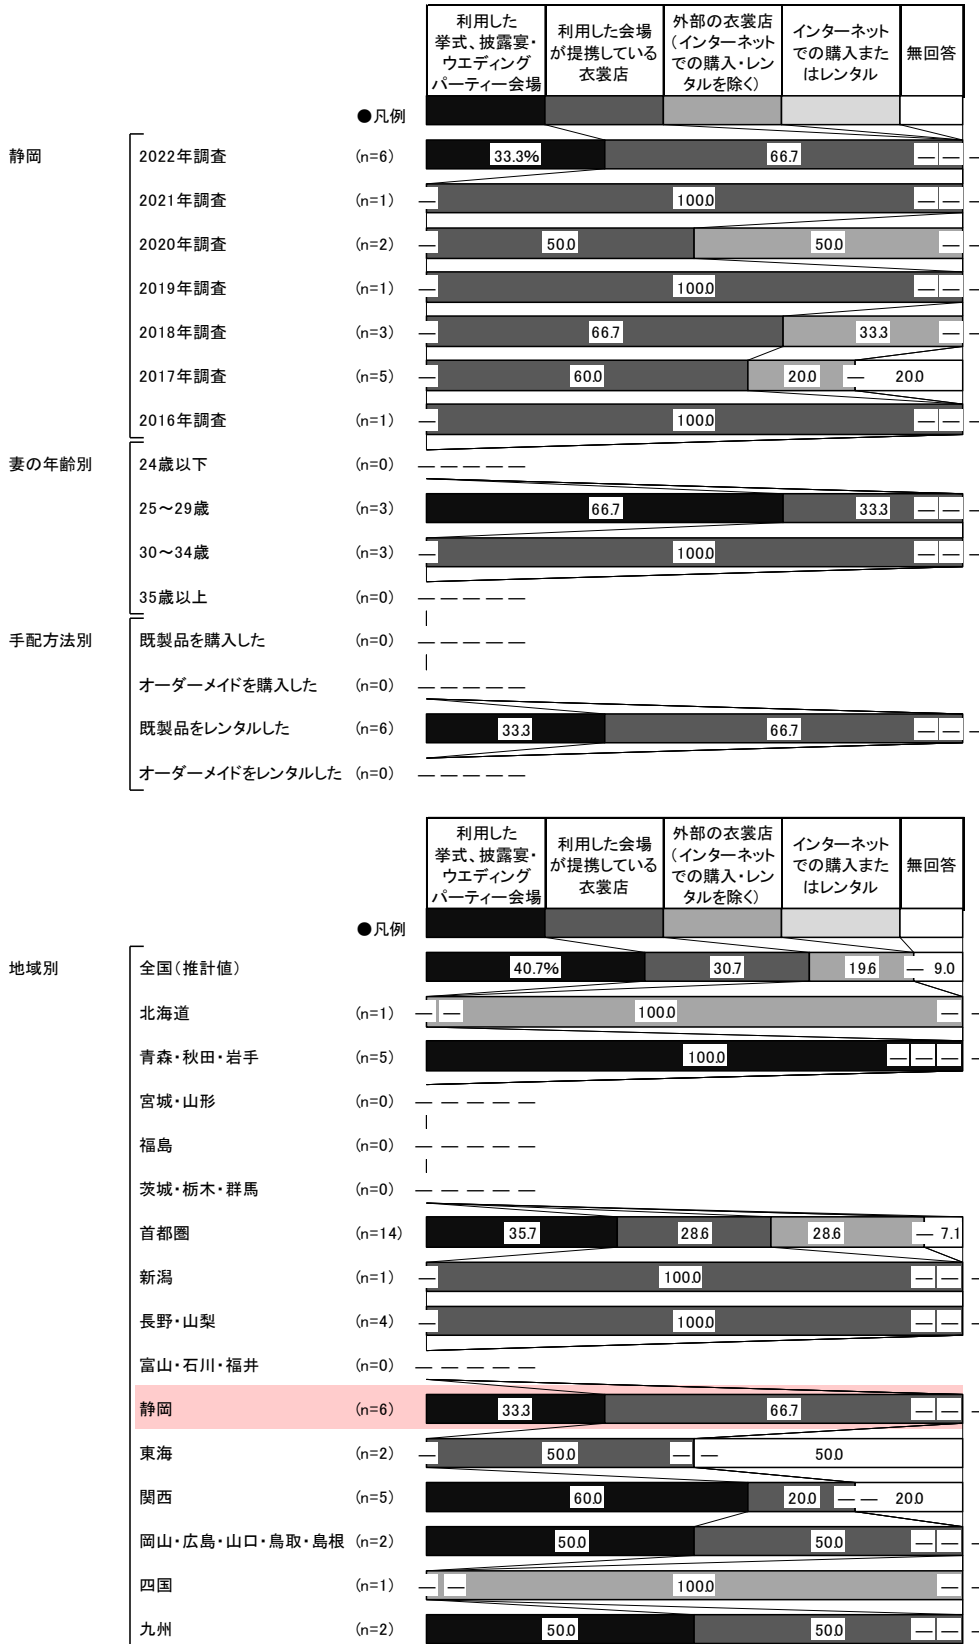 利用した
挙式、披露宴・
ウエディング
パーティー会場
利用した会場
が提携している
衣裳店
外部の衣裳店
(インターネット
での購入・レン
タルを除く)
インターネット
での購入また
はレンタル
無回答
●凡例
静岡 2022年調査 (n=6) 33.3% 66.7 — — —
2021年調査 (n=1) — 100.0 — — —
2020年調査 (n=2) — 50.0 50.0 — —
2019年調査 (n=1) — 100.0 — — —
2018年調査 (n=3) — 66.7 33.3 — —
2017年調査 (n=5) — 60.0 20.0 — 20.0
2016年調査 (n=1) — 100.0 — — —
妻の年齢別 24歳以下 (n=0) — — — — —
25~29歳 (n=3) 66.7 33.3 — — —
30~34歳 (n=3) — 100.0 — — —
35歳以上 (n=0) — — — — —
手配方法別 既製品を購入した (n=0) — — — — —
オーダーメイドを購入した (n=0) — — — — —
既製品をレンタルした (n=6) 33.3 66.7 — — —
オーダーメイドをレンタルした (n=0) — — — — —
利用した
挙式、披露宴・
ウエディング
パーティー会場
利用した会場
が提携している
衣裳店
外部の衣裳店
(インターネット
での購入・レン
タルを除く)
インターネット
での購入また
はレンタル
無回答
●凡例
地域別 全国(推計値) 40.7% 30.7 19.6 — 9.0
北海道 (n=1) — — 100.0 — —
青森・秋田・岩手 (n=5) 100.0 — — — —
宮城・山形 (n=0) — — — — —
福島 (n=0) — — — — —
茨城・栃木・群馬 (n=0) — — — — —
首都圏 (n=14) 35.7 28.6 28.6 — 7.1
新潟 (n=1) — 100.0 — — —
長野・山梨 (n=4) — 100.0 — — —
富山・石川・福井 (n=0) — — — — —
静岡 (n=6) 33.3 66.7 — — —
東海 (n=2) — 50.0 — — 50.0
関西 (n=5) 60.0 20.0 — — 20.0
岡山・広島・山口・鳥取・島根 (n=2) 50.0 50.0 — — —
四国 (n=1) — — 100.0 — —
九州 (n=2) 50.0 50.0 — — —